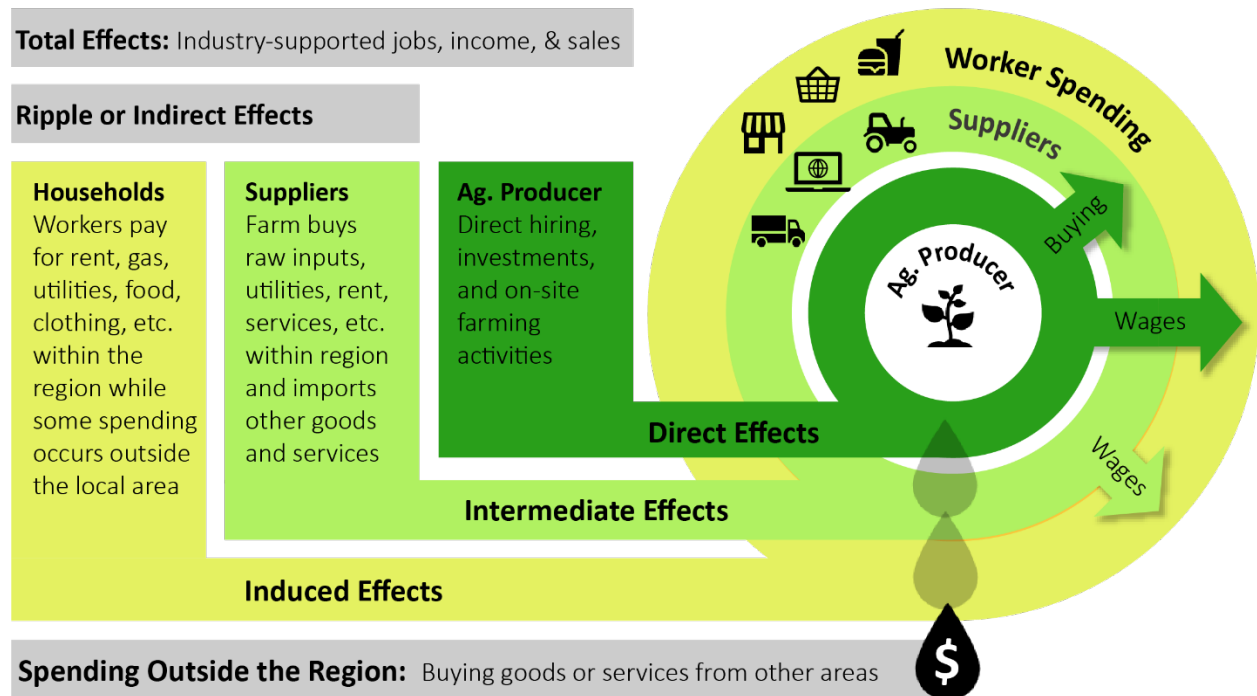 Total Effects: Industry-supported jobs, income, & sales
Ripple or Indirect Effects
Households
Workers pay
for rent, gas,
utilities, food,
clothing, etc.
within the
region while
some spending
occurs outside
the local area
Suppliers
Farm buys
raw inputs,
utilities, rent,
services, etc.
within region
and imports
other goods
and services
Ag. Producer
Direct hiring,
investments,
and on-site
farming
activities
Worker Spending
Suppliers
Buying
Ag. Producer
Wages
Wages
Direct Effects
Intermediate Effects
Induced Effects
Spending Outside the Region: Buying goods or services from other areas
$